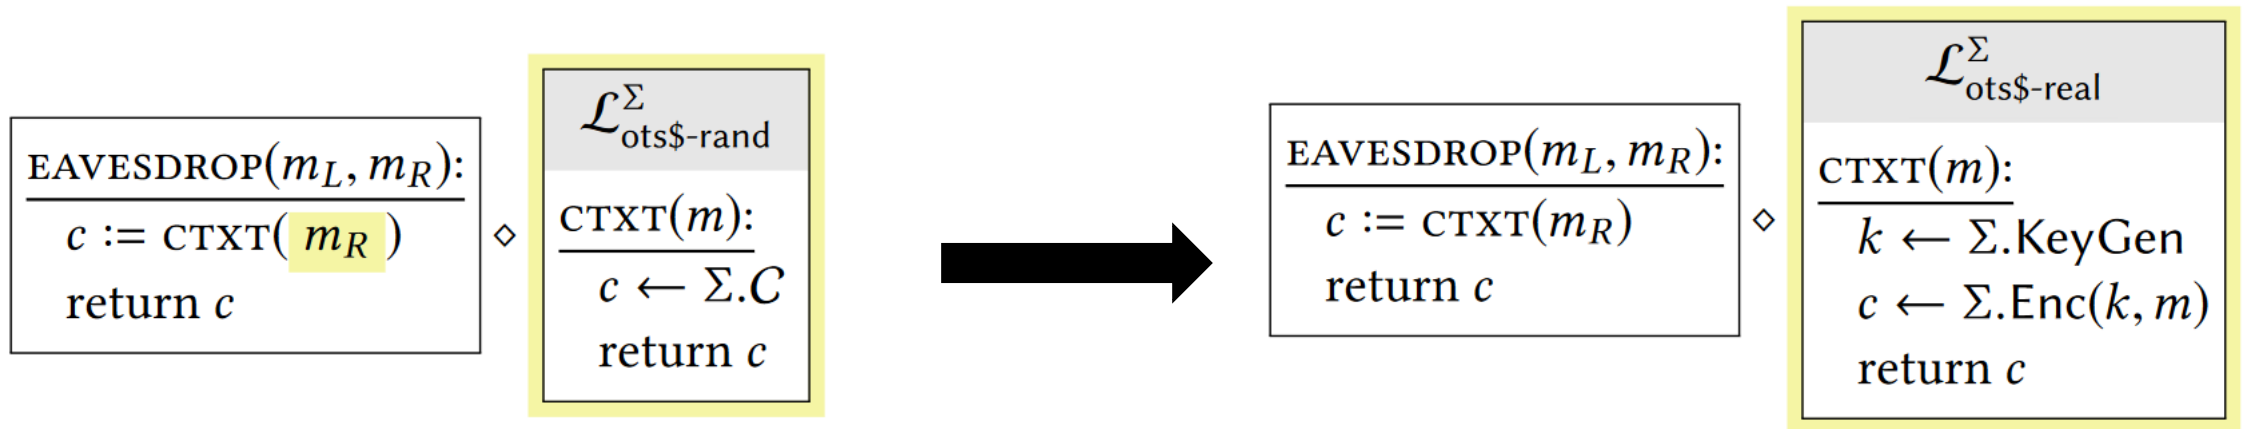 EAVESDROP(m_L, m_R):
c := CTXT( m_R )
return c
⋄
ℒ^Σ_ots$-rand
CTXT(m):
c ← Σ.𝒞
return c
EAVESDROP(m_L, m_R):
c := CTXT(m_R)
return c
⋄
ℒ^Σ_ots$-real
CTXT(m):
k ← Σ.KeyGen
c ← Σ.Enc(k, m)
return c